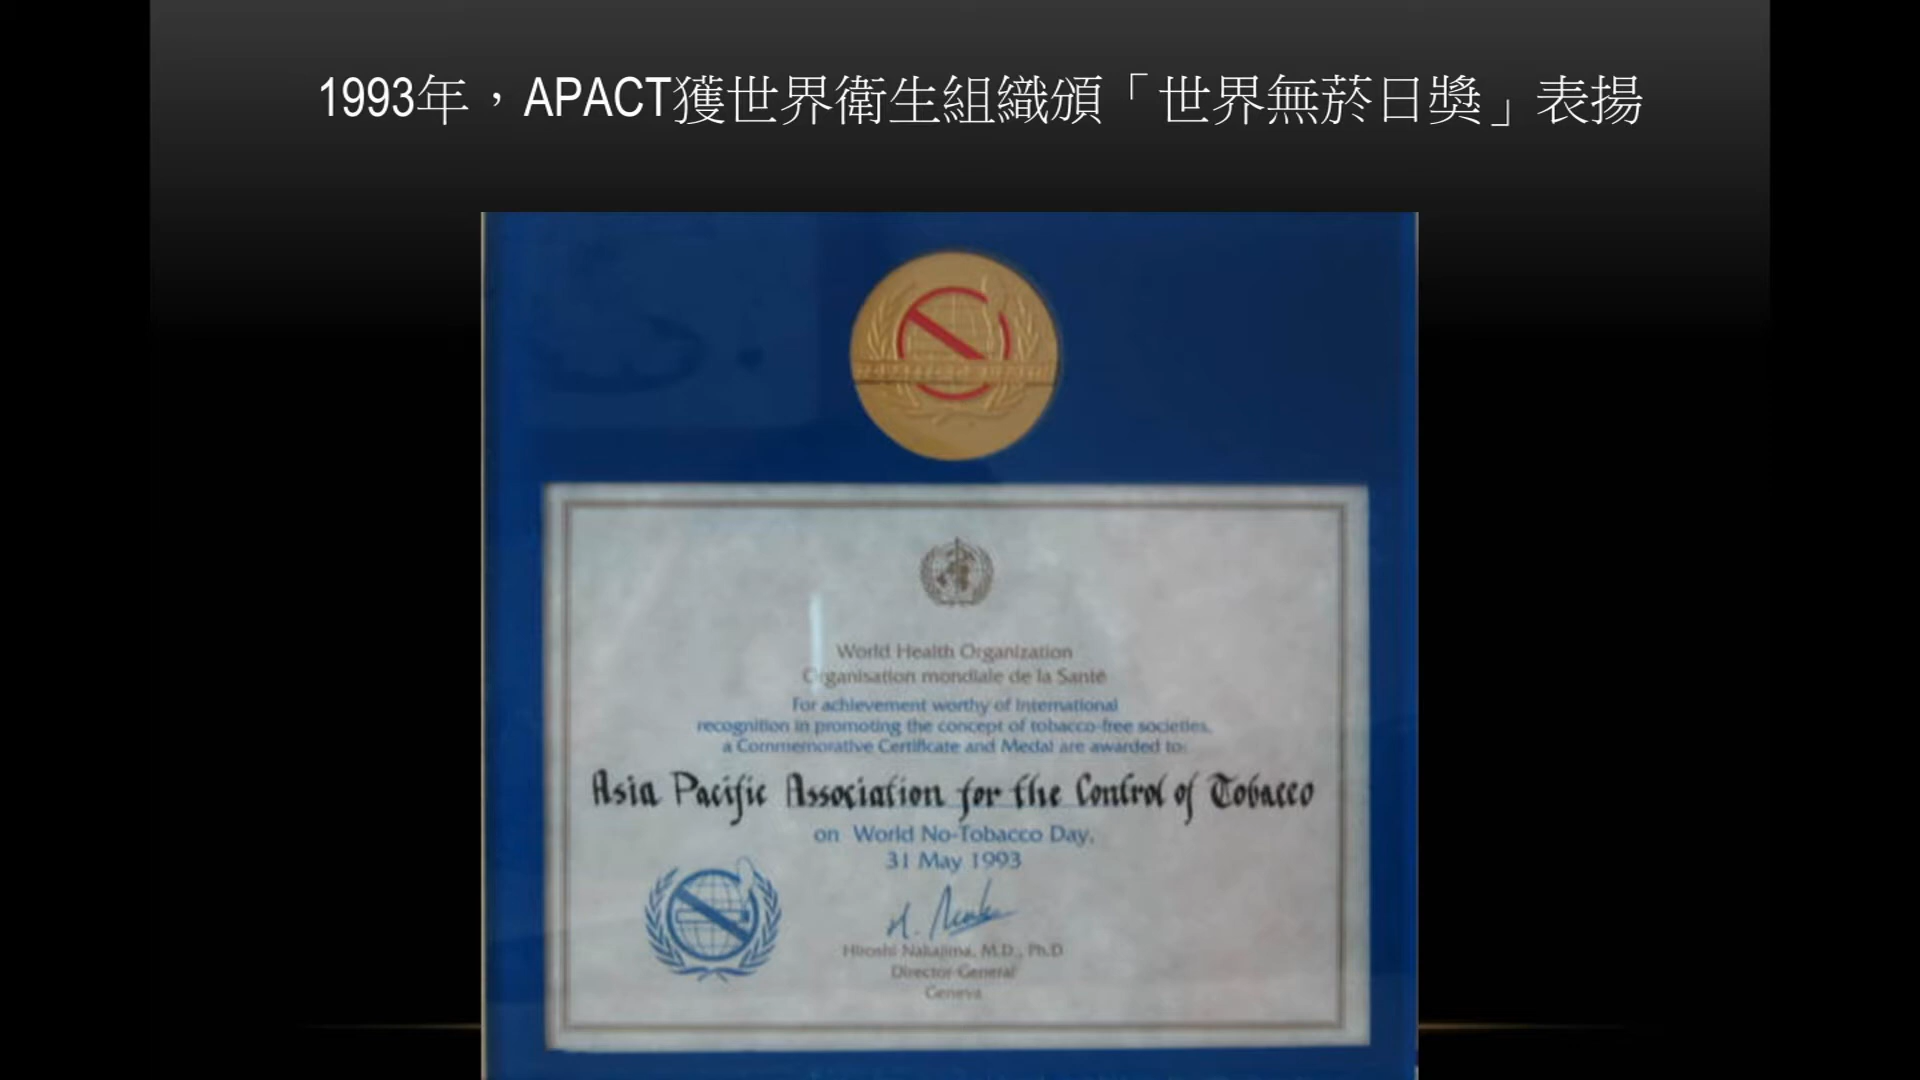 1993年，APACT獲世界衛生組織頒「世界無菸日獎」表揚
World Health Organization
Organisation mondiale de la Santé
For achievement worthy of international
recognition in promoting the concept of tobacco-free societies,
a Commemorative Certificate and Medal are awarded to:
Asia Pacific Association for the Control of Tobacco
on World No-Tobacco Day,
31 May 1993
Hiroshi Nakajima, M.D., Ph.D
Director-General
Geneva